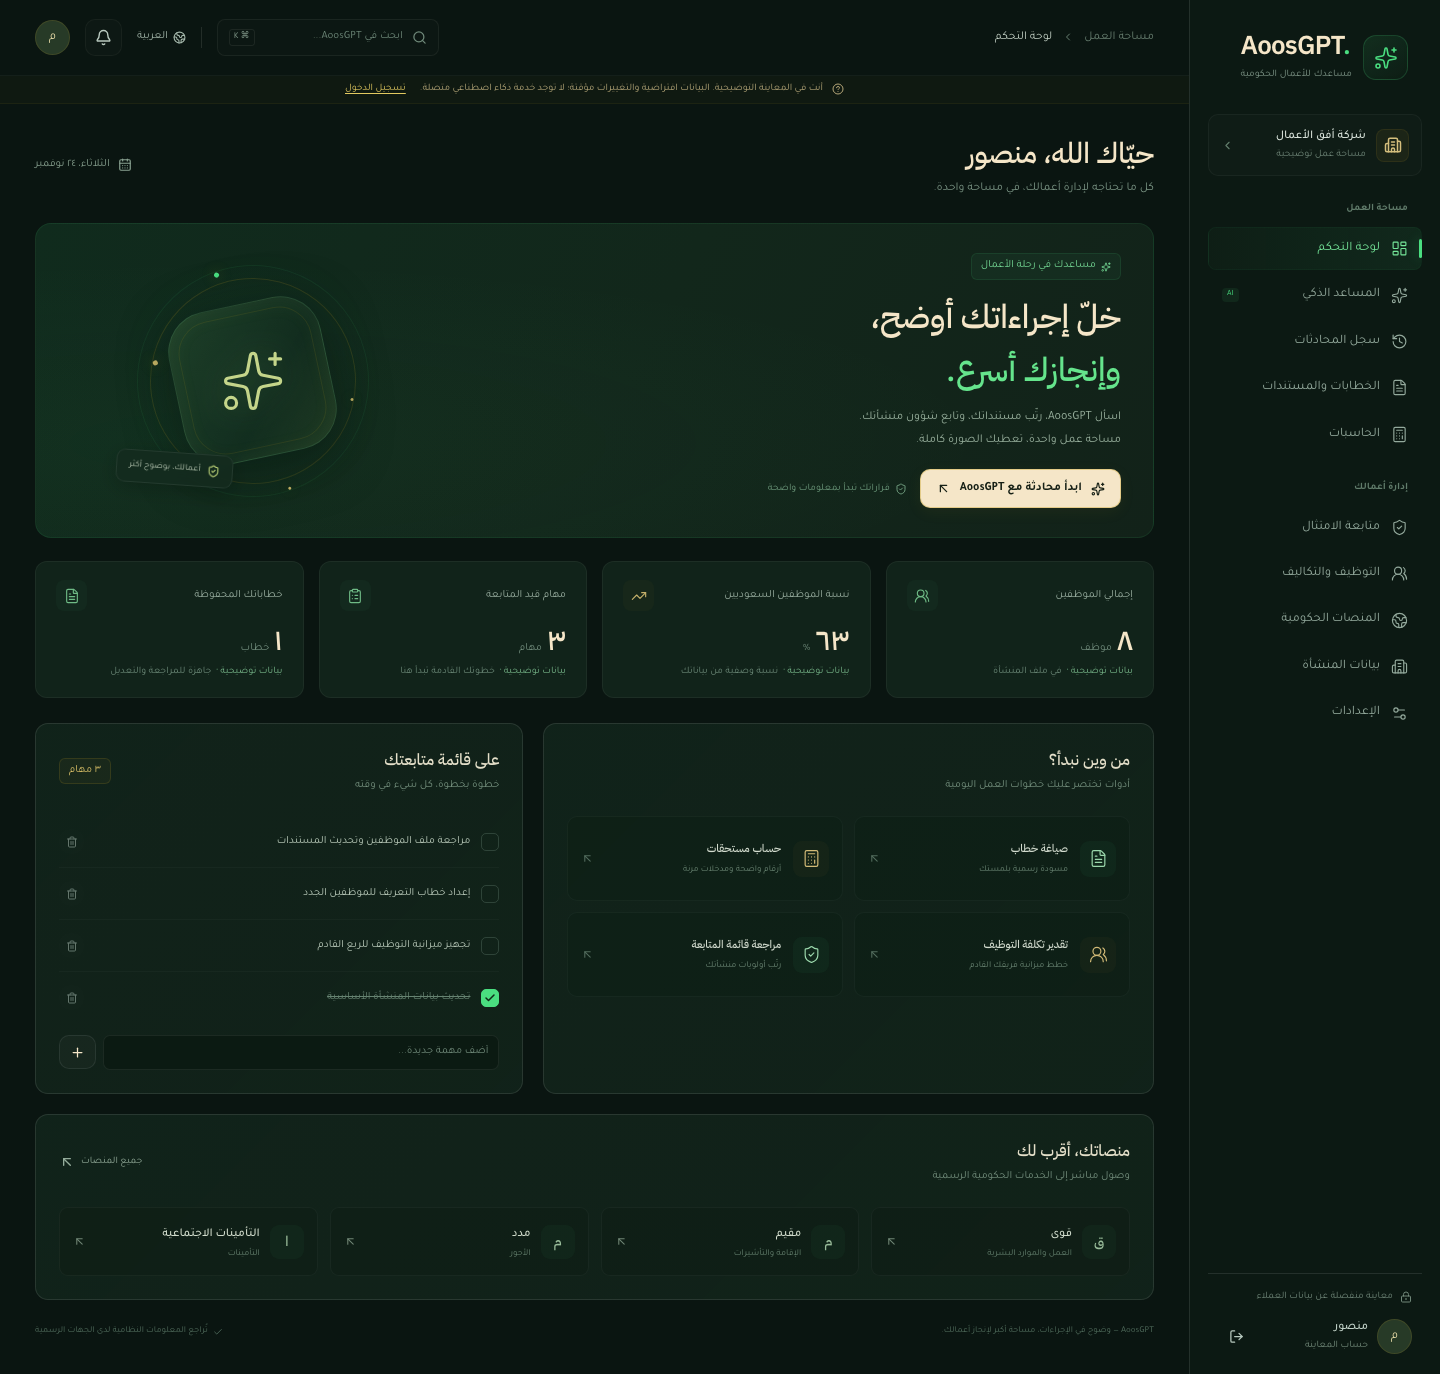 AoosGPT.
مساعدك للأعمال الحكومية
شركة أفق الأعمال
مساحة عمل توضيحية
مساحة العمل
لوحة التحكم
المساعد الذكي
AI
سجل المحادثات
الخطابات والمستندات
الحاسبات
إدارة أعمالك
متابعة الامتثال
التوظيف والتكاليف
المنصات الحكومية
بيانات المنشأة
الإعدادات
معاينة منفصلة عن بيانات العملاء
م
منصور
حساب المعاينة
مساحة العمل
لوحة التحكم
ابحث في AoosGPT...
⌘ K
العربية
م
أنت في المعاينة التوضيحية. البيانات افتراضية والتغييرات مؤقتة؛ لا توجد خدمة ذكاء اصطناعي متصلة. تسجيل الدخول
حيّاك الله، منصور
كل ما تحتاجه لإدارة أعمالك، في مساحة واحدة.
الثلاثاء، ٢٤ نوفمبر
مساعدك في رحلة الأعمال
خلّ إجراءاتك أوضح،
وإنجازك أسرع.
اسأل AoosGPT، رتّب مستنداتك، وتابع شؤون منشأتك.
مساحة عمل واحدة، تعطيك الصورة كاملة.
ابدأ محادثة مع AoosGPT
قراراتك تبدأ بمعلومات واضحة
أعمالك، بوضوح أكثر
إجمالي الموظفين
٨ موظف
بيانات توضيحية · في ملف المنشأة
نسبة الموظفين السعوديين
٦٣ %
بيانات توضيحية · نسبة وصفية من بياناتك
مهام قيد المتابعة
٣ مهام
بيانات توضيحية · خطوتك القادمة تبدأ هنا
خطاباتك المحفوظة
١ خطاب
بيانات توضيحية · جاهزة للمراجعة والتعديل
من وين نبدأ؟
أدوات تختصر عليك خطوات العمل اليومية
صياغة خطاب
مسودة رسمية بلمستك
حساب مستحقات
أرقام واضحة ومدخلات مرنة
تقدير تكلفة التوظيف
خطط ميزانية فريقك القادم
مراجعة قائمة المتابعة
رتّب أولويات منشأتك
على قائمة متابعتك
خطوة بخطوة، كل شيء في وقته
٣ مهام
مراجعة ملف الموظفين وتحديث المستندات
إعداد خطاب التعريف للموظفين الجدد
تجهيز ميزانية التوظيف للربع القادم
تحديث بيانات المنشأة الأساسية
أضف مهمة جديدة...
منصاتك، أقرب لك
وصول مباشر إلى الخدمات الحكومية الرسمية
جميع المنصات
ق
قوى
العمل والموارد البشرية
م
مقيم
الإقامة والتأشيرات
م
مدد
الأجور
ا
التأمينات الاجتماعية
التأمينات
AoosGPT — وضوح في الإجراءات، مساحة أكبر لإنجاز أعمالك.
تُراجع المعلومات النظامية لدى الجهات الرسمية